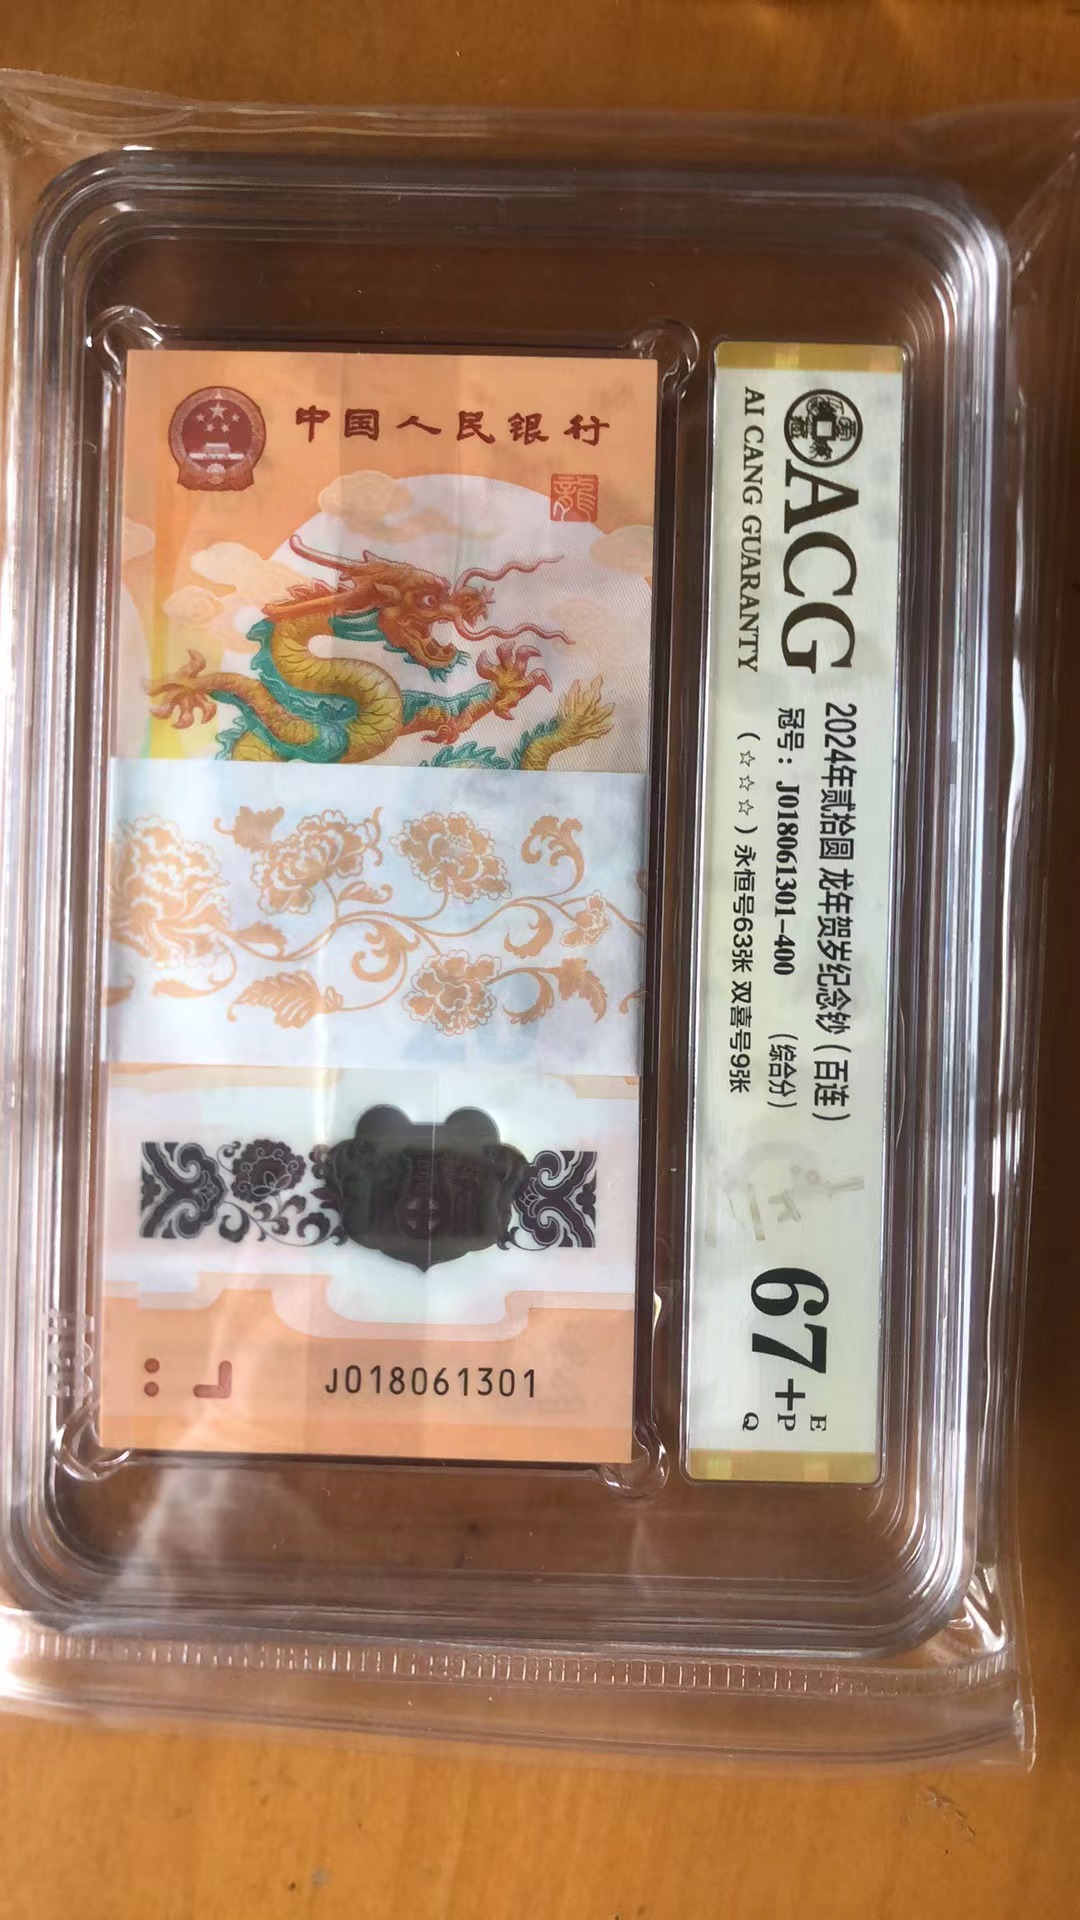 中国人民银行
龍
J018061301
ACG
AI CANG GUARANTY
2024年贰拾圆 龙年贺岁纪念钞（百连）
冠号：J018061301-400 （综合分）
（☆☆☆）永恒号63张 双喜号9张
67+
E
P
Q